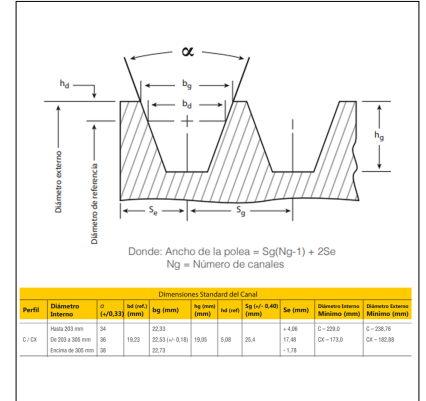 α
hd
bg
bd
hg
Diámetro externo
Diámetro de referencia
Se
Sg
Donde: Ancho de la polea = Sg(Ng-1) + 2Se
Ng = Número de canales
Dimensiones Standard del Canal
Perfil Diámetro Interno α (+/0,33) bd (ref.) (mm) bg (mm) hg (mm) (mm) hd (ref) Sg (+/- 0,40) (mm) Se (mm) Diámetro Interno Mínimo (mm) Diámetro Externo Mínimo (mm)
Hasta 203 mm 34 22,33 + 4,06 C – 229,0 C – 238,76
C / CX De 203 a 305 mm 36 19,23 22,53 (+/- 0,18) 19,05 5,08 25,4 17,48 CX – 173,0 CX – 182,88
Encima de 305 mm 38 22,73 - 1,78